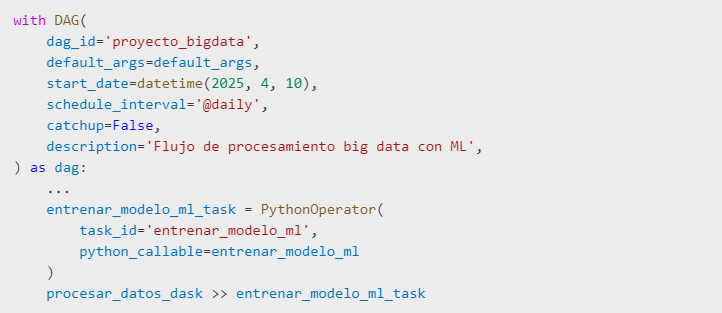 with DAG(
    dag_id='proyecto_bigdata',
    default_args=default_args,
    start_date=datetime(2025, 4, 10),
    schedule_interval='@daily',
    catchup=False,
    description='Flujo de procesamiento big data con ML',
) as dag:
    ...
    entrenar_modelo_ml_task = PythonOperator(
        task_id='entrenar_modelo_ml',
        python_callable=entrenar_modelo_ml
    )
    procesar_datos_dask >> entrenar_modelo_ml_task